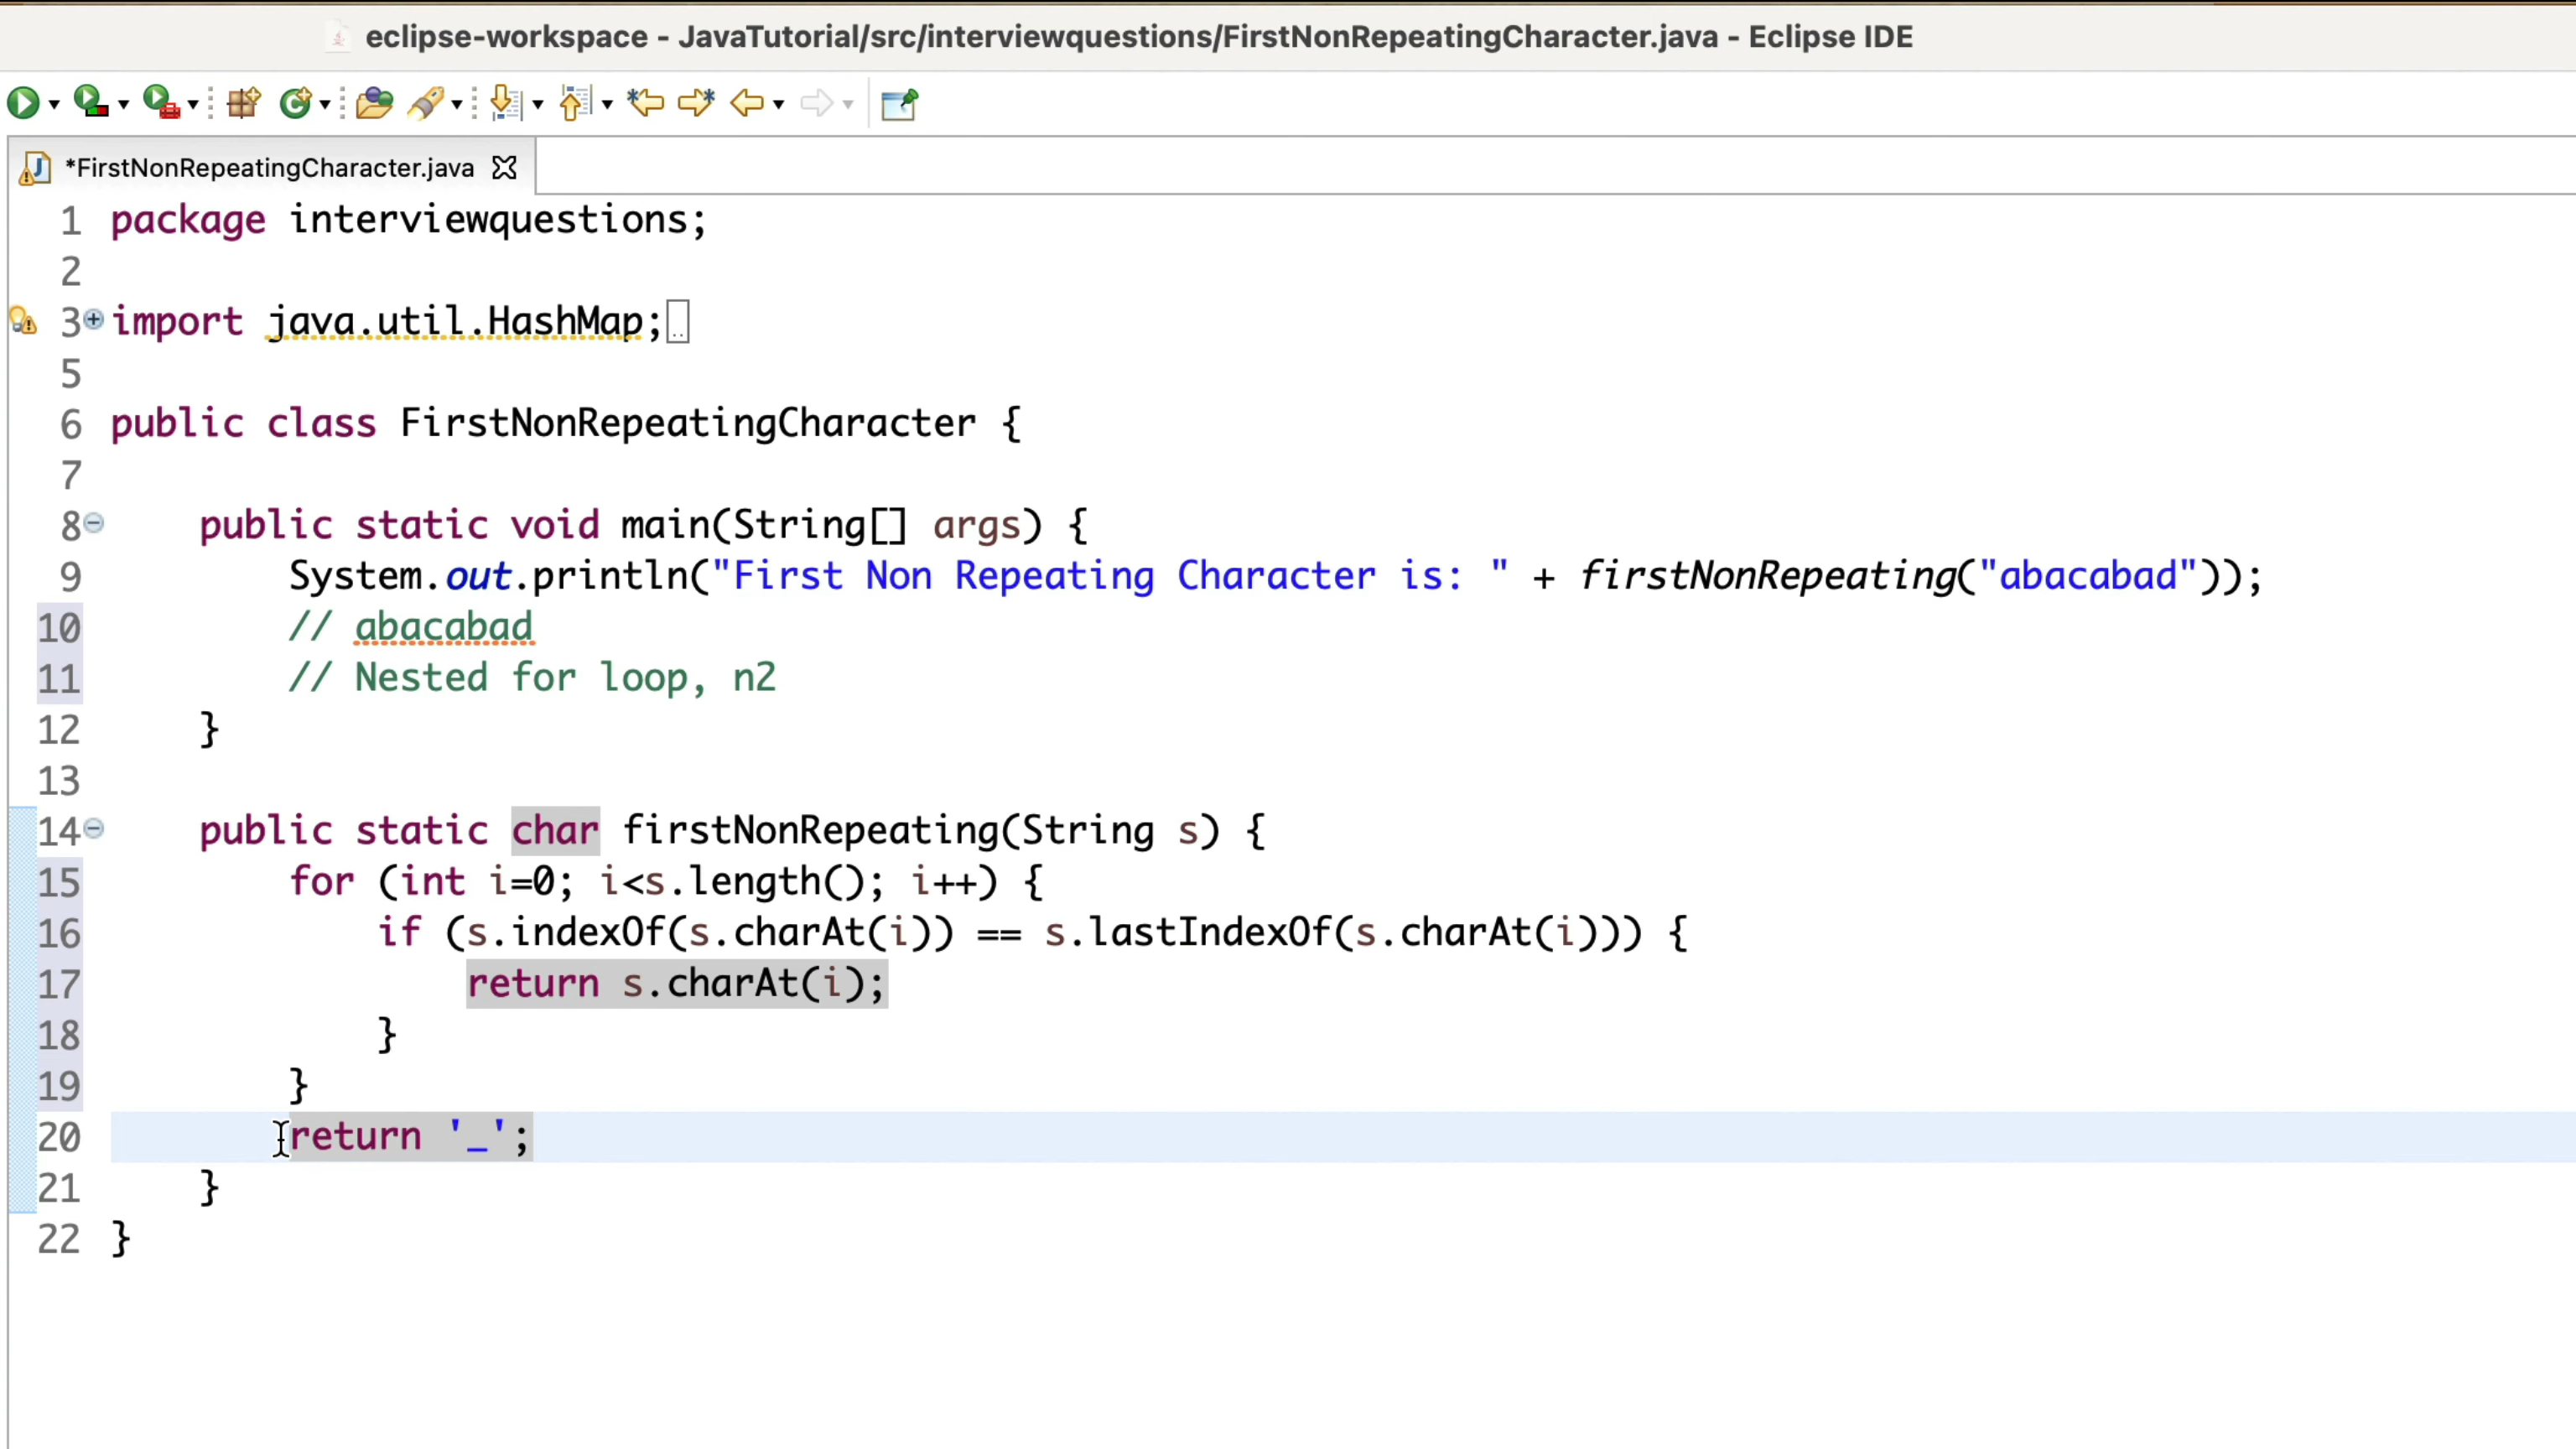 eclipse-workspace - JavaTutorial/src/interviewquestions/FirstNonRepeatingCharacter.java - Eclipse IDE
*FirstNonRepeatingCharacter.java
1 package interviewquestions;
2
3 import java.util.HashMap;
5
6 public class FirstNonRepeatingCharacter {
7
8     public static void main(String[] args) {
9         System.out.println("First Non Repeating Character is: " + firstNonRepeating("abacabad"));
10         // abacabad
11         // Nested for loop, n2
12     }
13
14     public static char firstNonRepeating(String s) {
15         for (int i=0; i<s.length(); i++) {
16             if (s.indexOf(s.charAt(i)) == s.lastIndexOf(s.charAt(i))) {
17                 return s.charAt(i);
18             }
19         }
20         return '_';
21     }
22 }